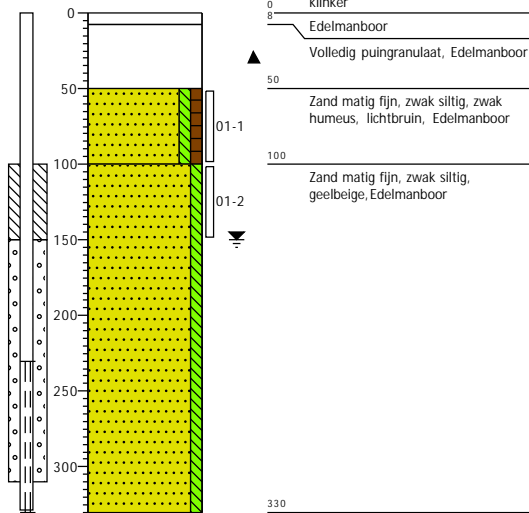 0
50
100
150
200
250
300
01-1
01-2
0
klinker
8
Edelmanboor
Volledig puingranulaat, Edelmanboor
50
Zand matig fijn, zwak siltig, zwak
humeus, lichtbruin, Edelmanboor
100
Zand matig fijn, zwak siltig,
geelbeige, Edelmanboor
330